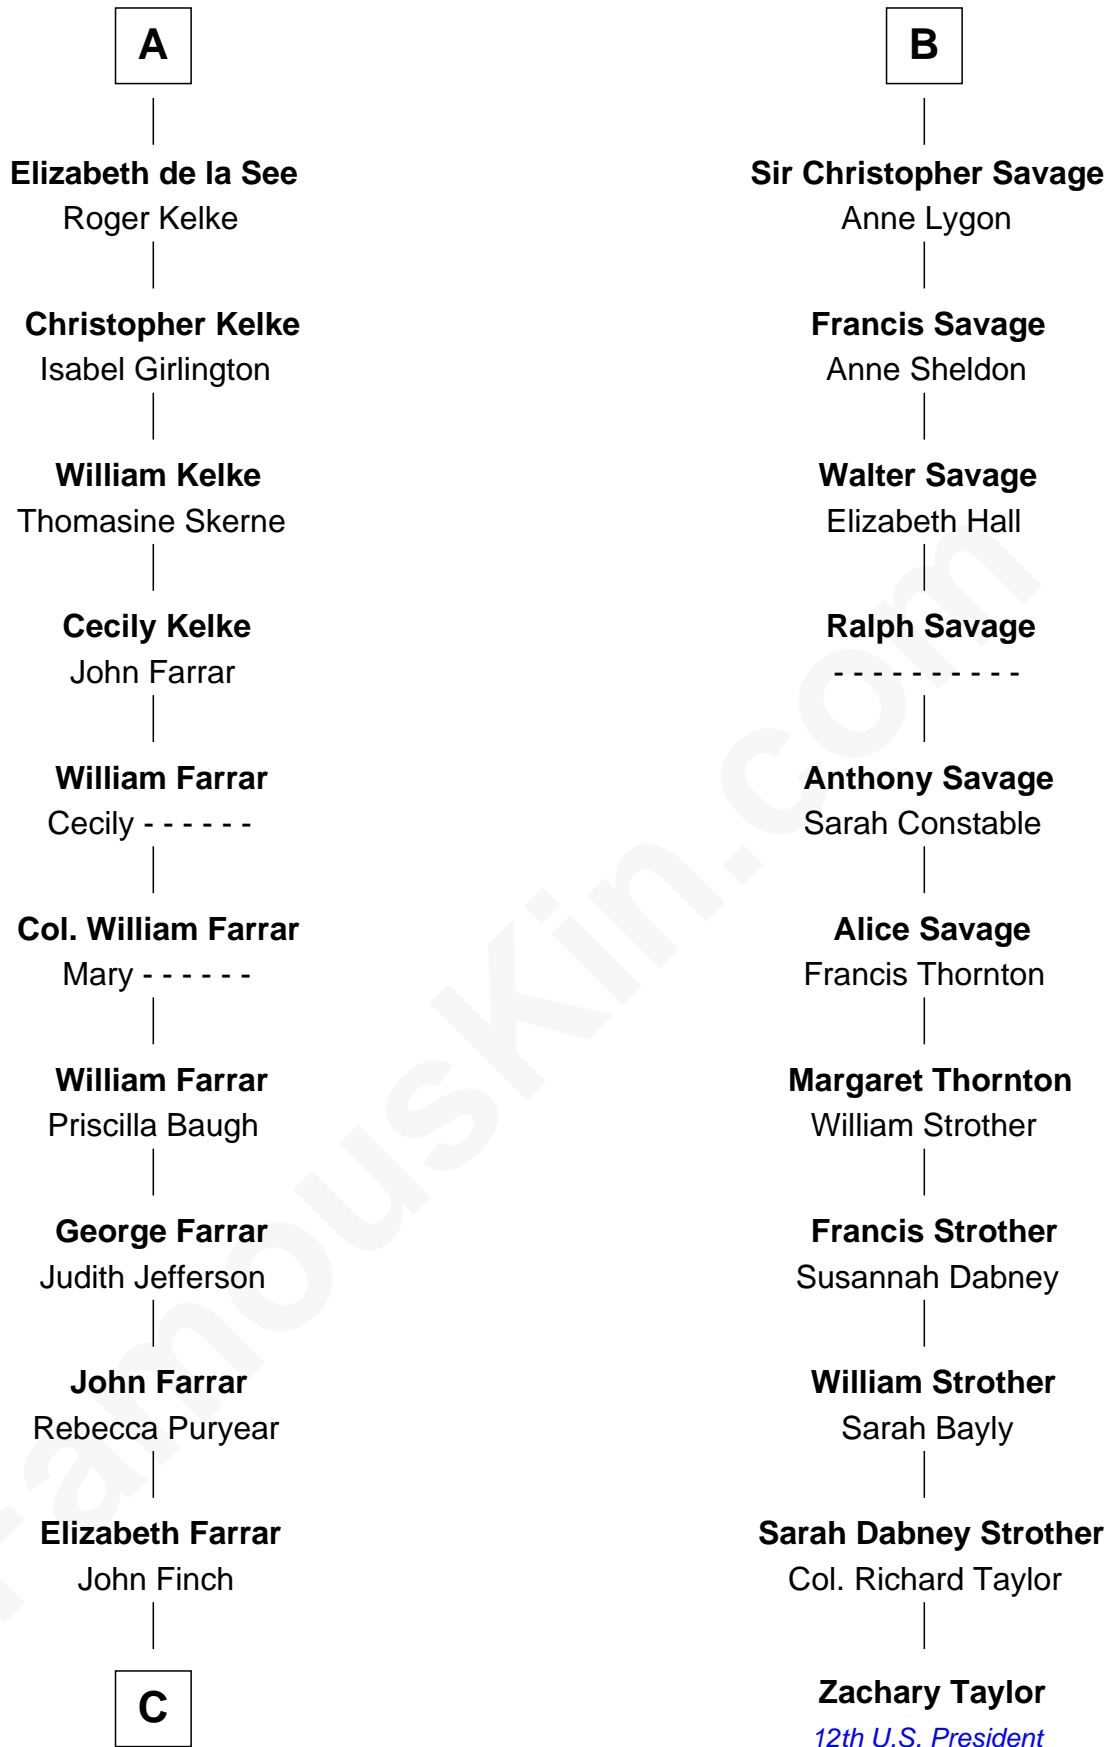 A
Elizabeth de la See
Roger Kelke
Christopher Kelke
Isabel Girlington
William Kelke
Thomasine Skerne
Cecily Kelke
John Farrar
William Farrar
Cecily - - - - - -
Col. William Farrar
Mary - - - - - -
William Farrar
Priscilla Baugh
George Farrar
Judith Jefferson
John Farrar
Rebecca Puryear
Elizabeth Farrar
John Finch
C
B
Sir Christopher Savage
Anne Lygon
Francis Savage
Anne Sheldon
Walter Savage
Elizabeth Hall
Ralph Savage
- - - - - - - - - -
Anthony Savage
Sarah Constable
Alice Savage
Francis Thornton
Margaret Thornton
William Strother
Francis Strother
Susannah Dabney
William Strother
Sarah Bayly
Sarah Dabney Strother
Col. Richard Taylor
Zachary Taylor
12th U.S. President
FamousKin.com